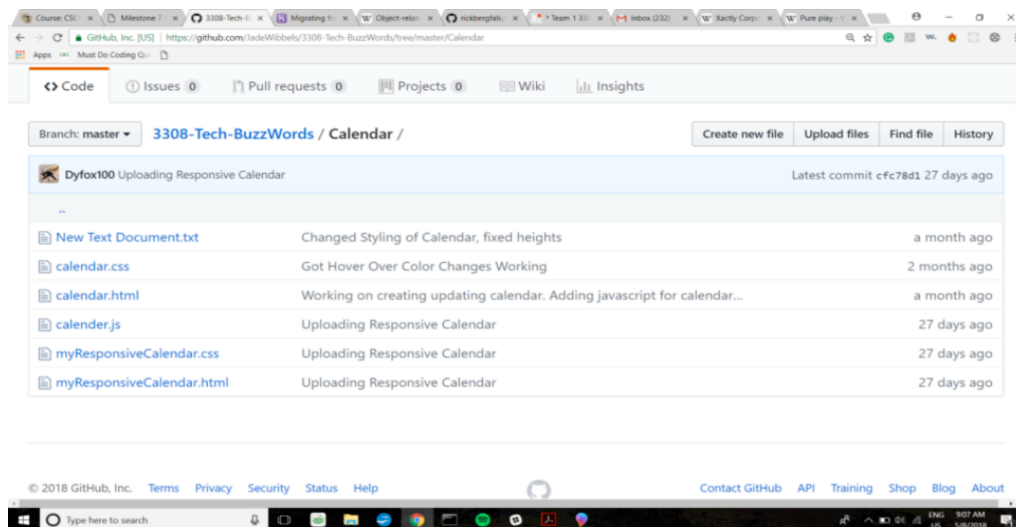 Course: CSC
Milestone 7
3308-Tech-B
Migrating fr
Object-relat
rickbergfalk
* Team 1 33
Inbox (232)
Xactly Corp
Pure play -
GitHub, Inc. [US] | https://github.com/JadeWibbels/3308-Tech-BuzzWords/tree/master/Calendar
Apps Must Do Coding Qu
Code Issues 0 Pull requests 0 Projects 0 Wiki Insights
Branch: master 3308-Tech-BuzzWords / Calendar / Create new file Upload files Find file History
Dyfox100 Uploading Responsive Calendar Latest commit cfc78d1 27 days ago
..
New Text Document.txt Changed Styling of Calendar, fixed heights a month ago
calendar.css Got Hover Over Color Changes Working 2 months ago
calendar.html Working on creating updating calendar. Adding javascript for calendar... a month ago
calender.js Uploading Responsive Calendar 27 days ago
myResponsiveCalendar.css Uploading Responsive Calendar 27 days ago
myResponsiveCalendar.html Uploading Responsive Calendar 27 days ago
© 2018 GitHub, Inc. Terms Privacy Security Status Help Contact GitHub API Training Shop Blog About
Type here to search ENG 9:07 AM
US 5/8/2018